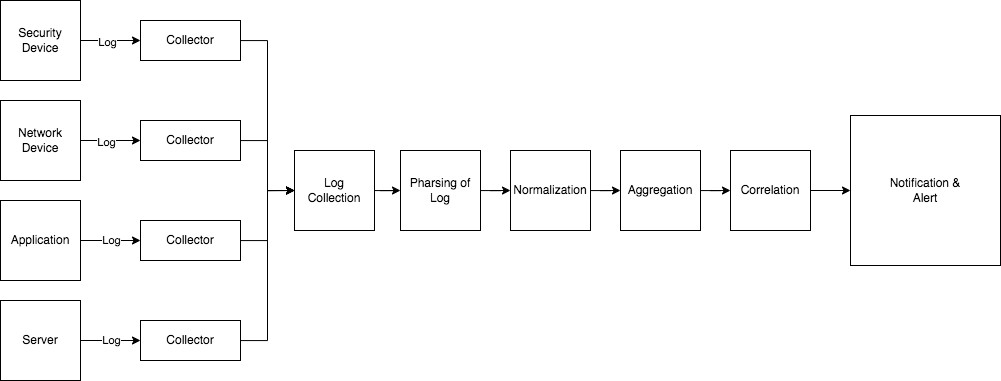 Security
Device
Log
Collector
Network
Device
Log
Collector
Application
Log
Collector
Server
Log
Collector
Log
Collection
Pharsing of
Log
Normalization
Aggregation
Correlation
Notification &
Alert